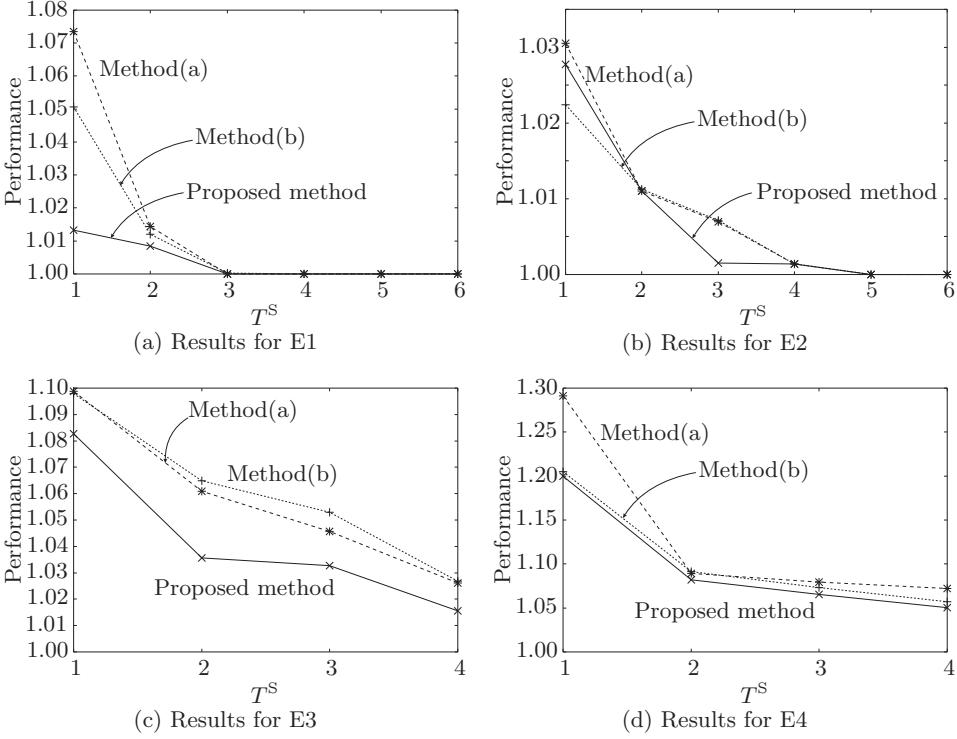 1.08
1.07
1.06
1.05
1.04
1.03
1.02
1.01
1.00
Performance
Method(a)
Method(b)
Proposed method
1 2 3 4 5 6
T^S
(a) Results for E1
1.03
1.02
1.01
1.00
Performance
Method(a)
Method(b)
Proposed method
1 2 3 4 5 6
T^S
(b) Results for E2
1.10
1.09
1.08
1.07
1.06
1.05
1.04
1.03
1.02
1.01
1.00
Performance
Method(a)
Method(b)
Proposed method
1 2 3 4
T^S
(c) Results for E3
1.30
1.25
1.20
1.15
1.10
1.05
1.00
Performance
Method(a)
Method(b)
Proposed method
1 2 3 4
T^S
(d) Results for E4